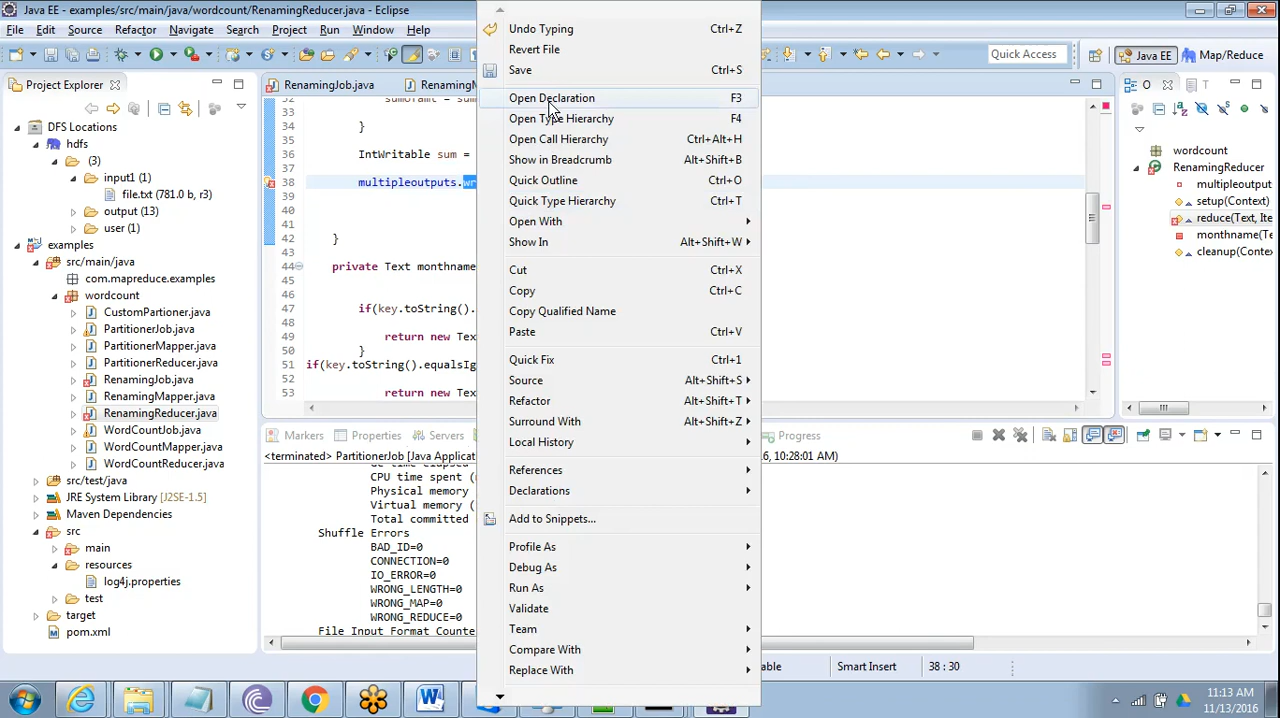 Java EE - examples/src/main/java/wordcount/RenamingReducer.java - Eclipse
File Edit Source Refactor Navigate Search Project Run Window Help
Quick Access
Java EE
Map/Reduce
Project Explorer
DFS Locations
hdfs
(3)
input1 (1)
file.txt (781.0 b, r3)
output (13)
user (1)
examples
src/main/java
com.mapreduce.examples
wordcount
CustomPartioner.java
PartitionerJob.java
PartitionerMapper.java
PartitionerReducer.java
RenamingJob.java
RenamingMapper.java
RenamingReducer.java
WordCountJob.java
WordCountMapper.java
WordCountReducer.java
src/test/java
JRE System Library [J2SE-1.5]
Maven Dependencies
src
main
resources
log4j.properties
test
target
pom.xml
RenamingJob.java
32 sumofamt = sum
33
34 }
35
36 IntWritable sum =
37
38 multipleoutputs.wr
39
40
41
42 }
43
44 private Text monthname
45
47 if(key.toString().
48
49 return new Text
50 }
51 if(key.toString().equalsIg
52
53 return new Text
Undo Typing Ctrl+Z
Revert File
Save Ctrl+S
Open Declaration F3
Open Type Hierarchy F4
Open Call Hierarchy Ctrl+Alt+H
Show in Breadcrumb Alt+Shift+B
Quick Outline Ctrl+O
Quick Type Hierarchy Ctrl+T
Open With
Show In Alt+Shift+W
Cut Ctrl+X
Copy Ctrl+C
Copy Qualified Name
Paste Ctrl+V
Quick Fix Ctrl+1
Source Alt+Shift+S
Refactor Alt+Shift+T
Surround With Alt+Shift+Z
Local History
References
Declarations
Add to Snippets...
Profile As
Debug As
Run As
Validate
Team
Compare With
Replace With
O
T
wordcount
RenamingReducer
multipleoutput
setup(Context)
reduce(Text, Ite
monthname(Te
cleanup(Contex
Markers Properties Servers
Progress
<terminated> PartitionerJob [Java Applicat
6, 10:28:01 AM)
CPU time spent (
Physical memory
Virtual memory (
Total committed
Shuffle Errors
BAD_ID=0
CONNECTION=0
IO_ERROR=0
WRONG_LENGTH=0
WRONG_MAP=0
WRONG_REDUCE=0
File Input Format Counte
able
Smart Insert
38 : 30
11:13 AM
11/13/2016